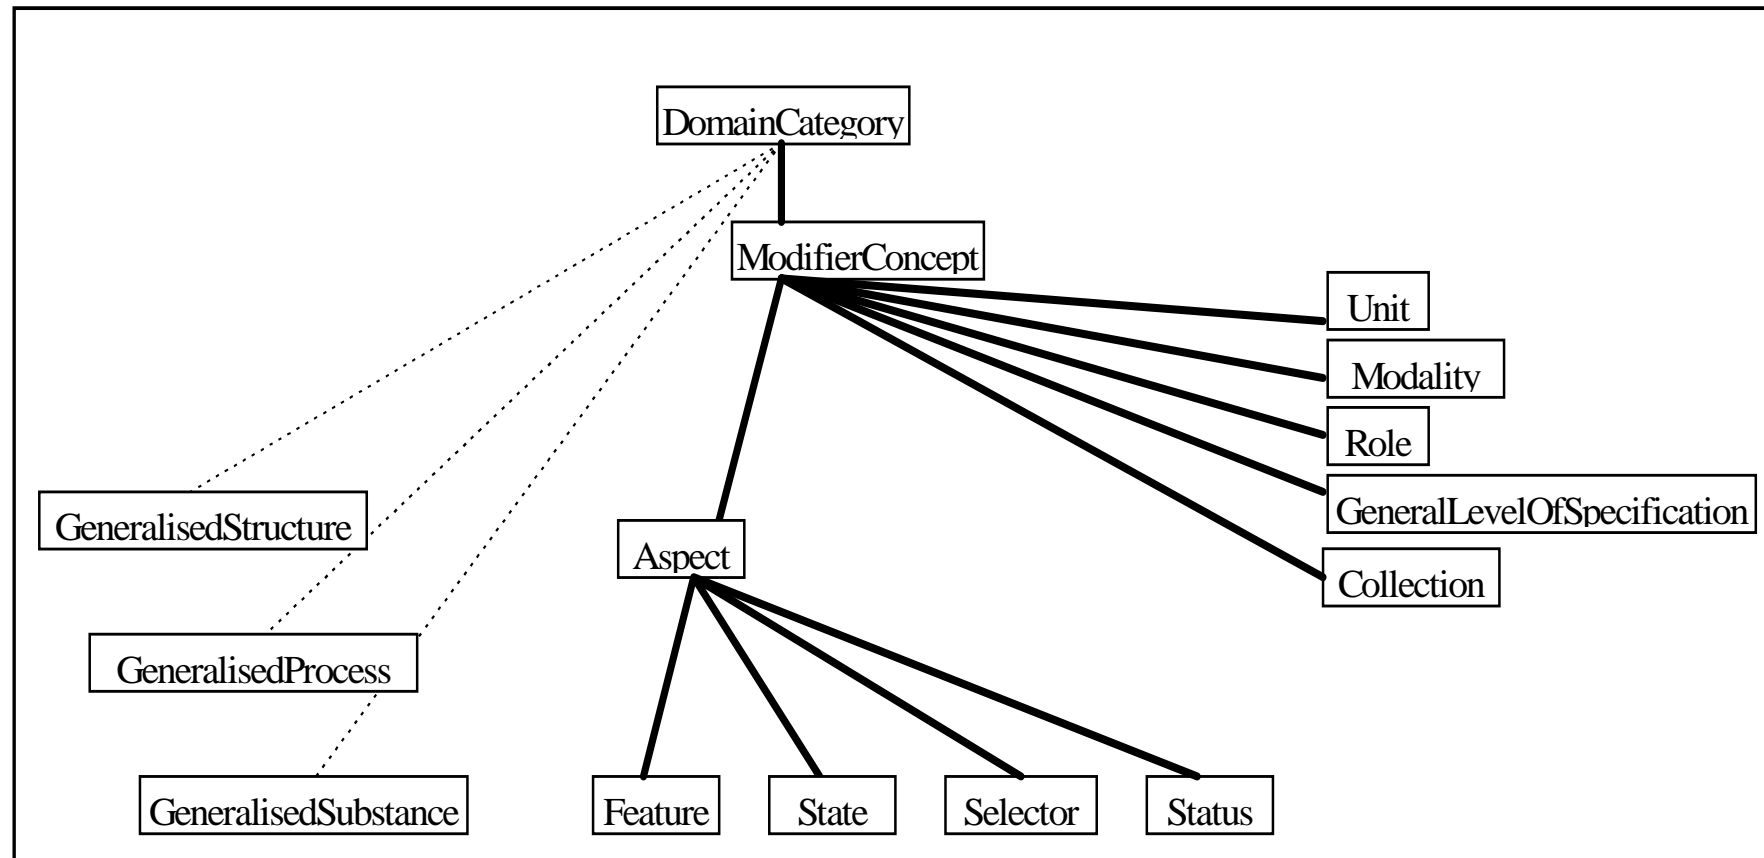 DomainCategory
ModifierConcept
Unit
Modality
Role
GeneralLevelOfSpecification
Collection
GeneralisedStructure
Aspect
GeneralisedProcess
GeneralisedSubstance
Feature
State
Selector
Status